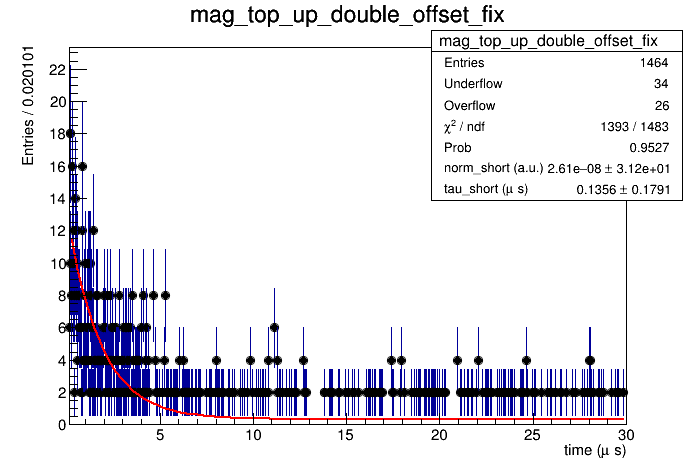 mag_top_up_double_offset_fix
mag_top_up_double_offset_fix
Entries 1464
Underflow 34
Overflow 26
χ² / ndf 1393 / 1483
Prob 0.9527
norm_short (a.u.) 2.61e–08 ± 3.12e+01
tau_short (μ s) 0.1356 ± 0.1791
Entries / 0.020101
22
20
18
16
14
12
10
8
6
4
2
0
5 10 15 20 25 30
time (μ s)